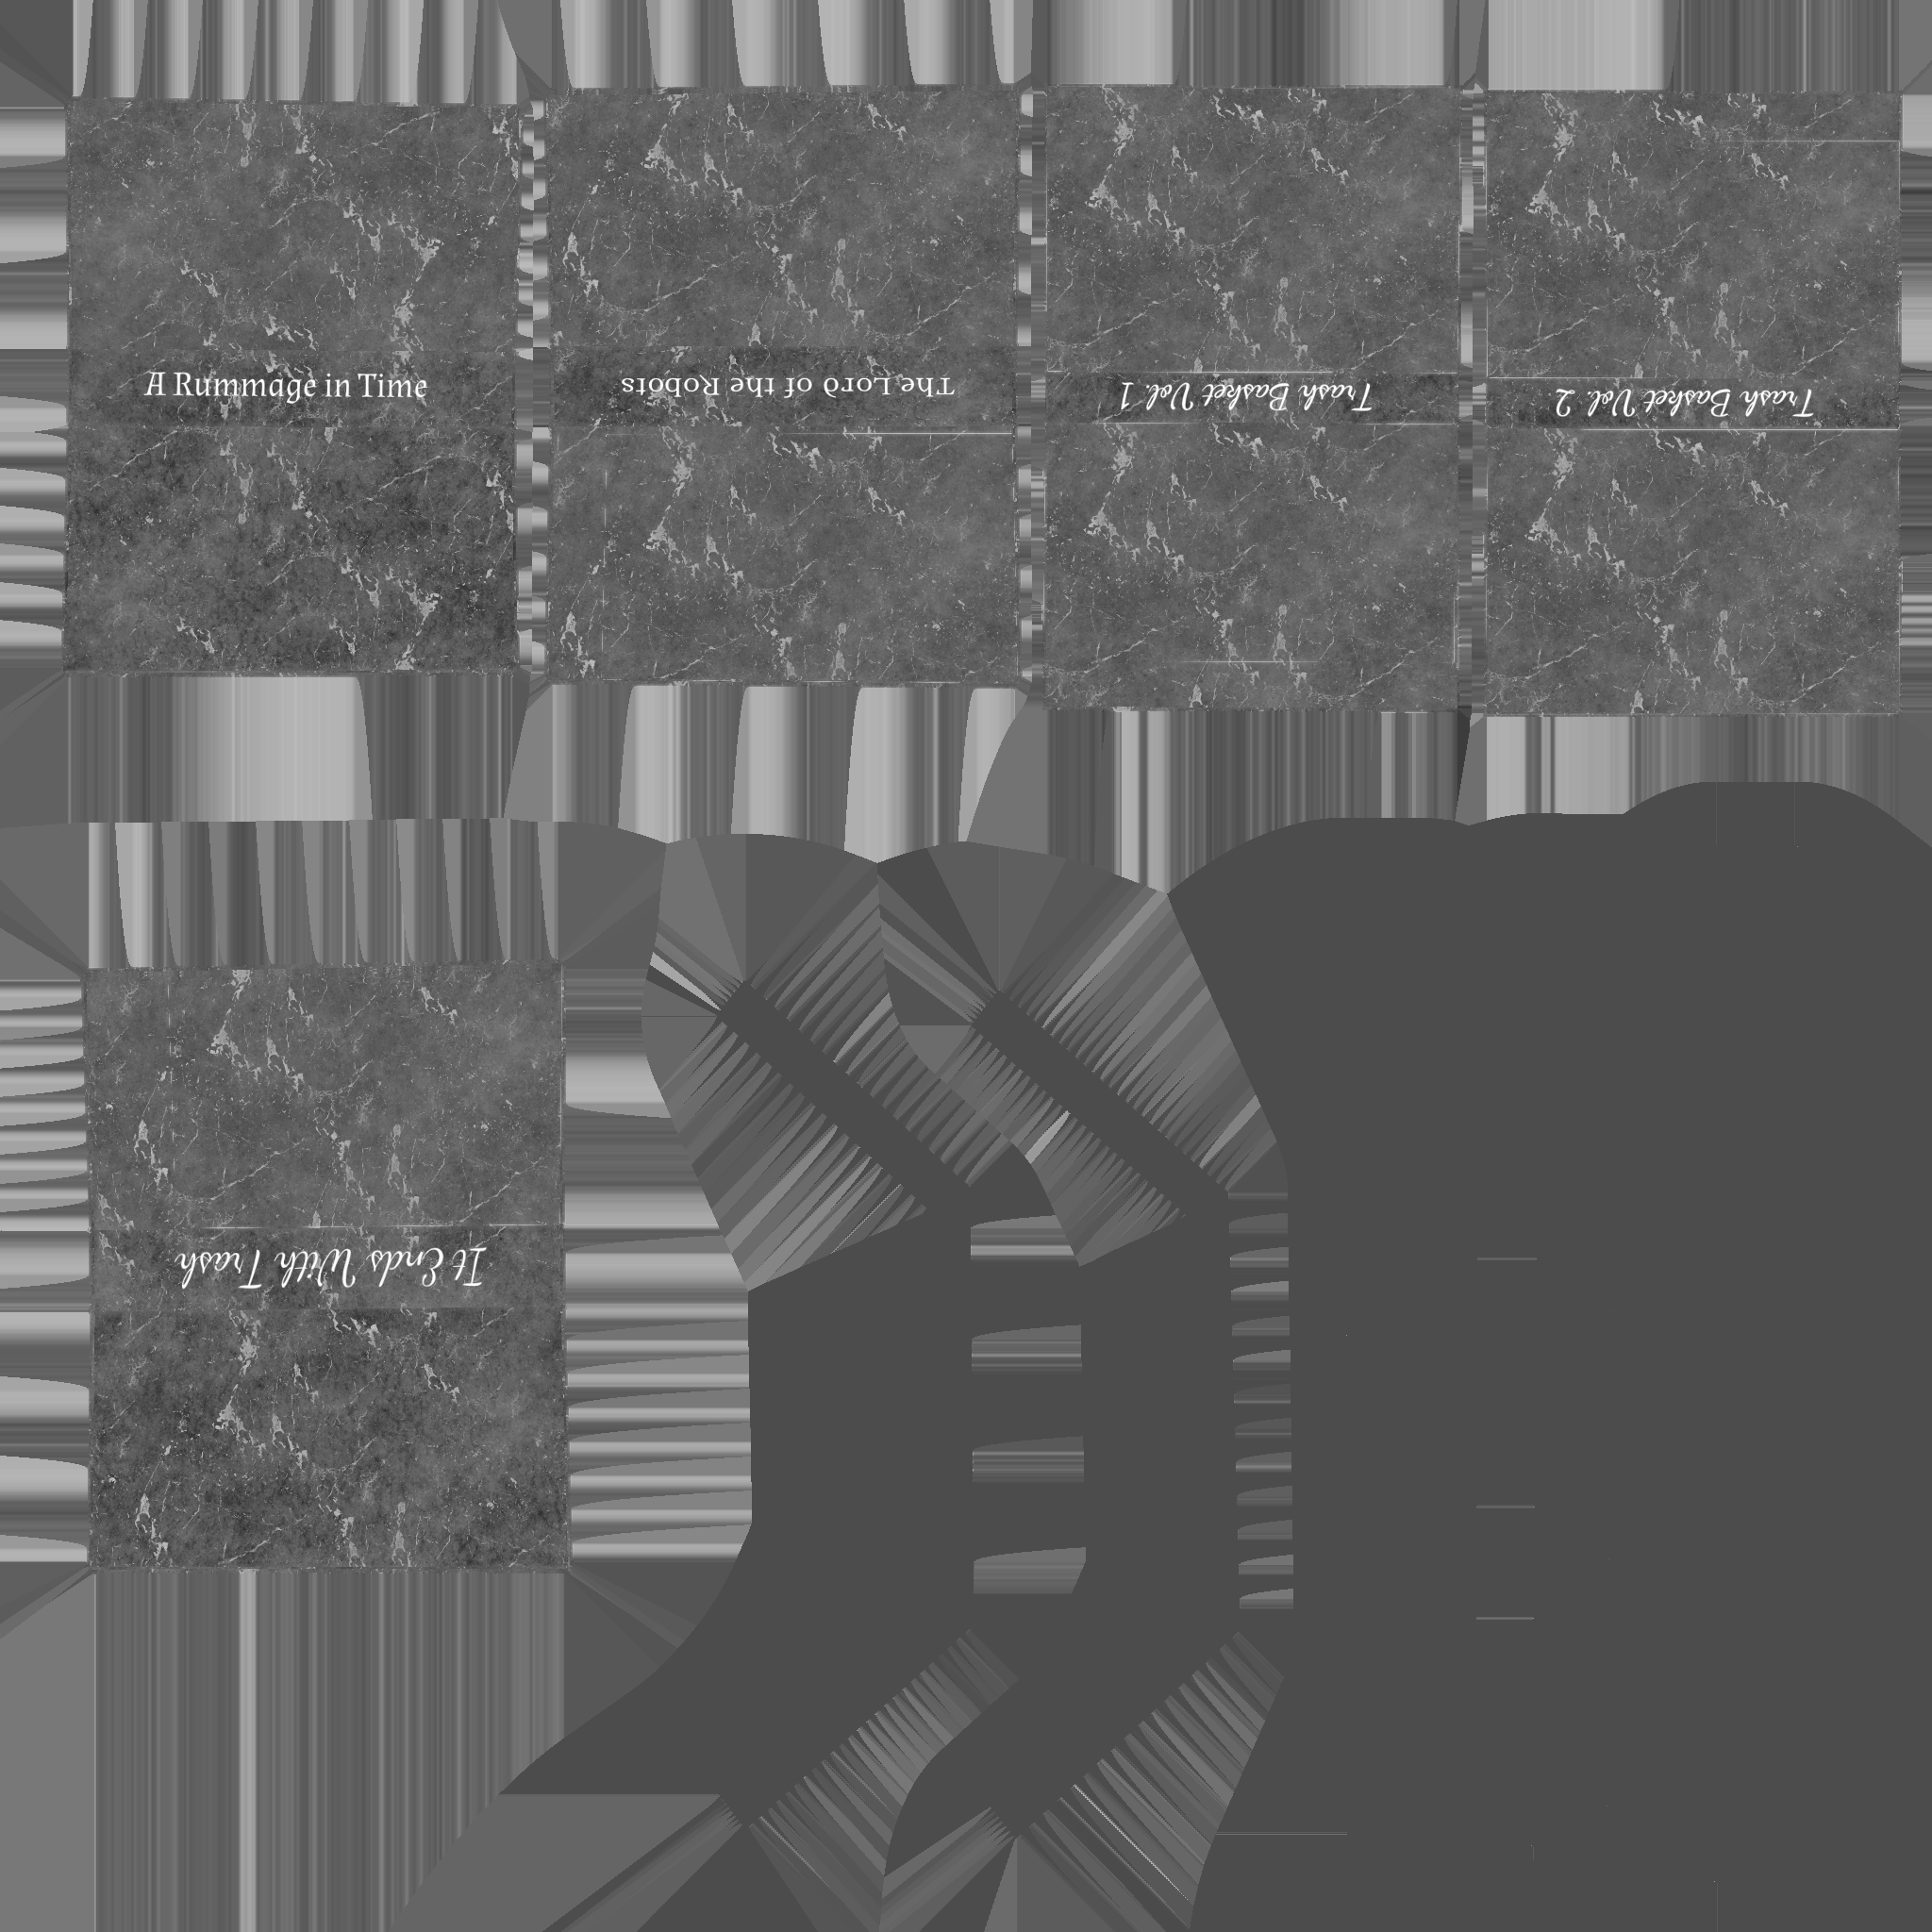 A Rummage in Time
The Lord of the Robots
Trash Basket Vol. 1
Trash Basket Vol. 2
It Ends With Trash